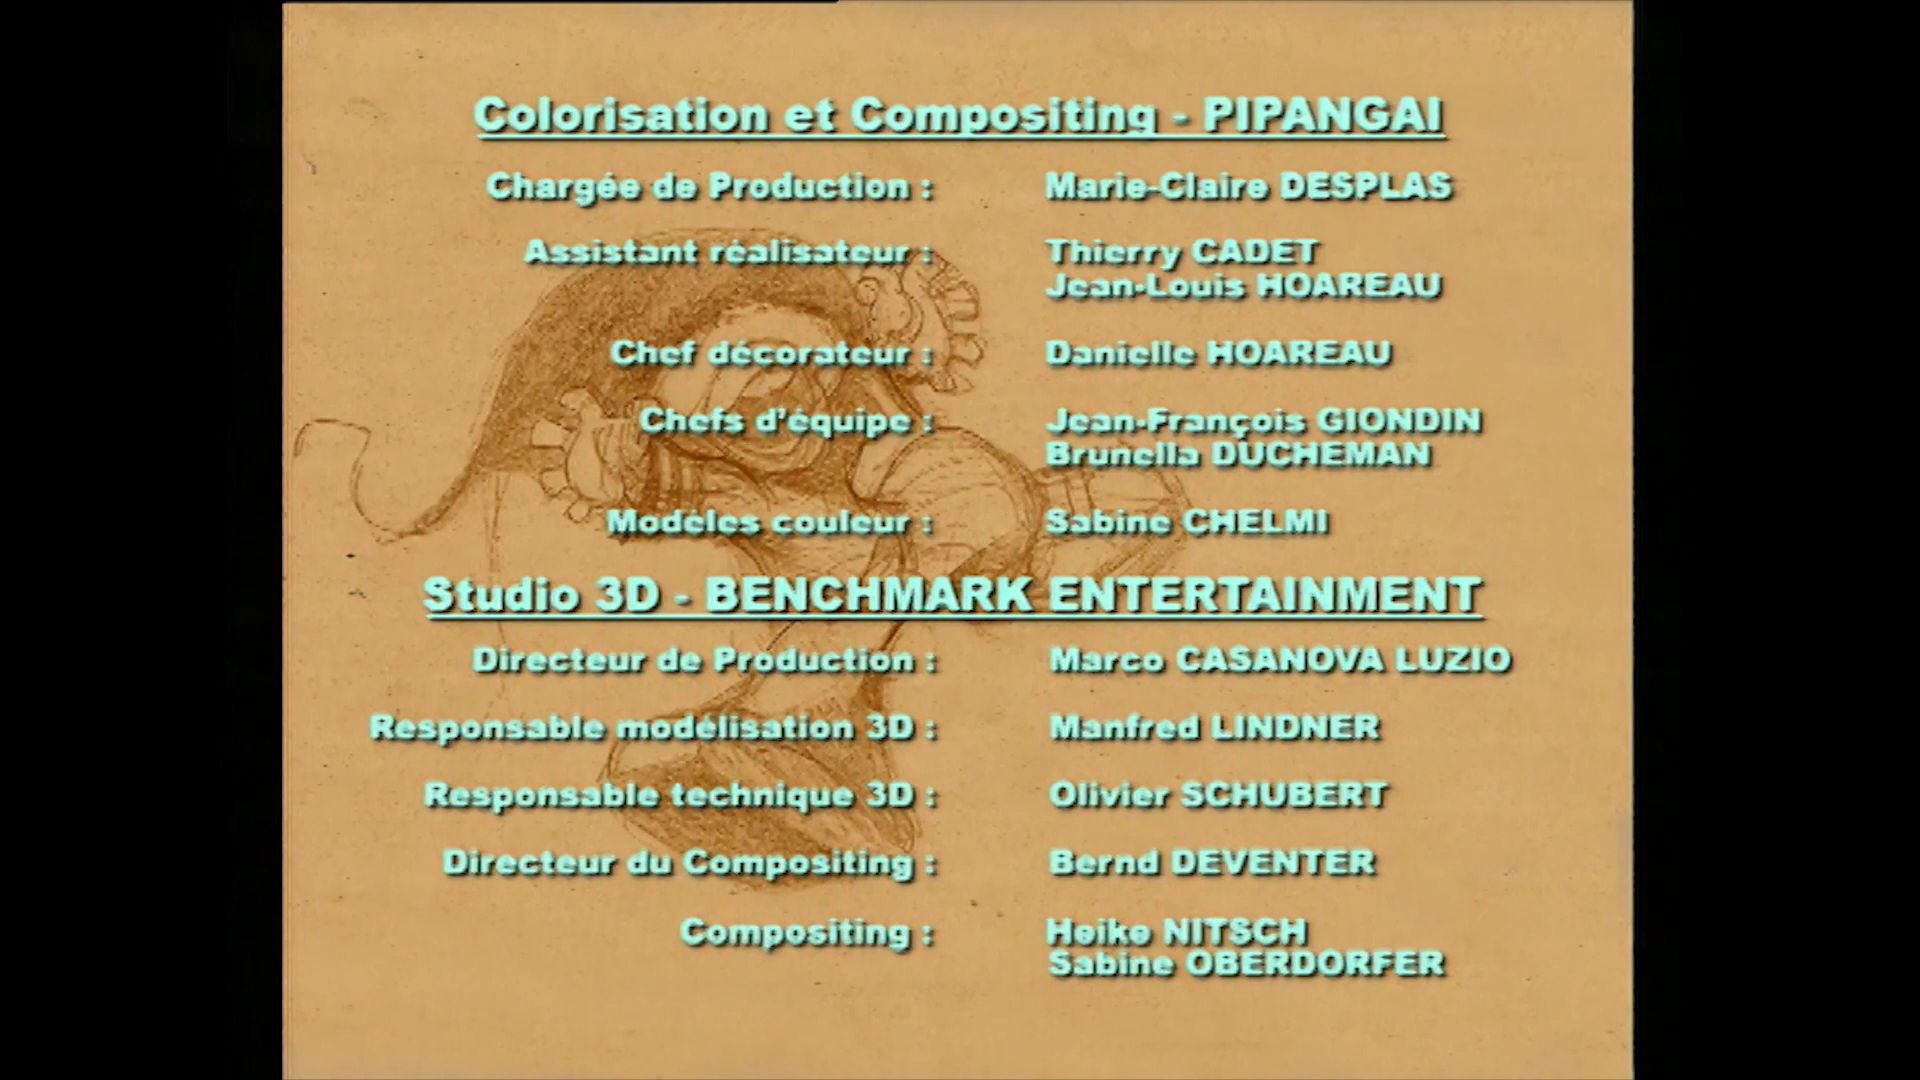 Colorisation et Compositing - PIPANGAI
Chargée de Production : Marie-Claire DESPLAS
Assistant réalisateur : Thierry CADET
Jean-Louis HOAREAU
Chef décorateur : Danielle HOAREAU
Chefs d'équipe : Jean-François GIONDIN
Brunella DUCHEMAN
Modèles couleur : Sabine CHELMI
Studio 3D - BENCHMARK ENTERTAINMENT
Directeur de Production : Marco CASANOVA LUZIO
Responsable modélisation 3D : Manfred LINDNER
Responsable technique 3D : Olivier SCHUBERT
Directeur du Compositing : Bernd DEVENTER
Compositing : Heike NITSCH
Sabine OBERDORFER